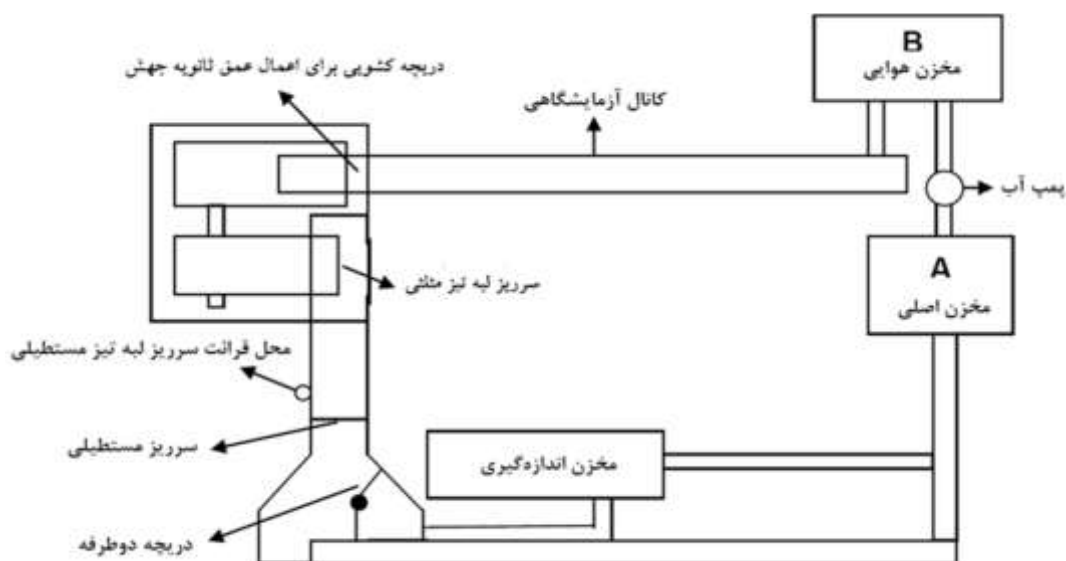 B
مخزن هوایی
دریچه کشویی برای اعمال عمق ثانویه جهش
کانال آزمایشگاهی
پمپ آب
A
مخزن اصلی
سرریز لبه تیز مثلثی
محل قرائت سرریز لبه تیز مستطیلی
سرریز مستطیلی
مخزن اندازه‌گیری
دریچه دوطرفه